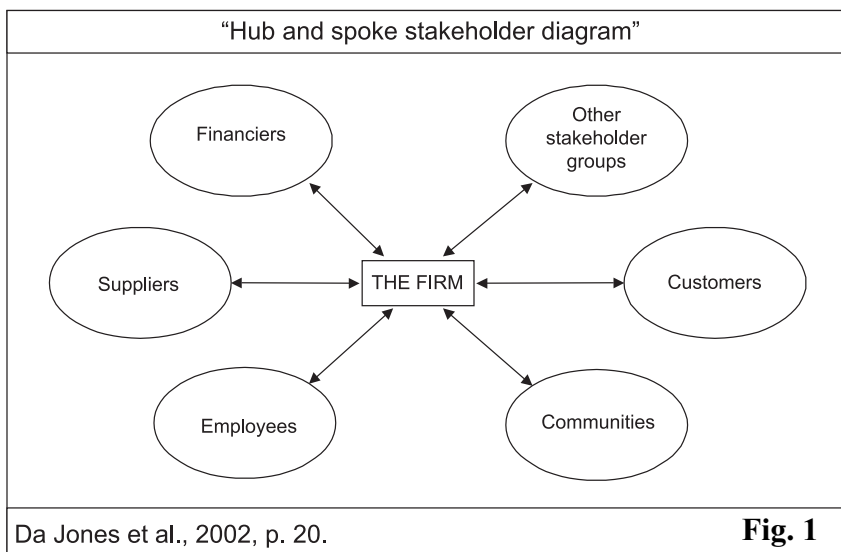 “Hub and spoke stakeholder diagram”
Financiers
Other
stakeholder
groups
Suppliers
THE FIRM
Customers
Employees
Communities
Da Jones et al., 2002, p. 20.
Fig. 1